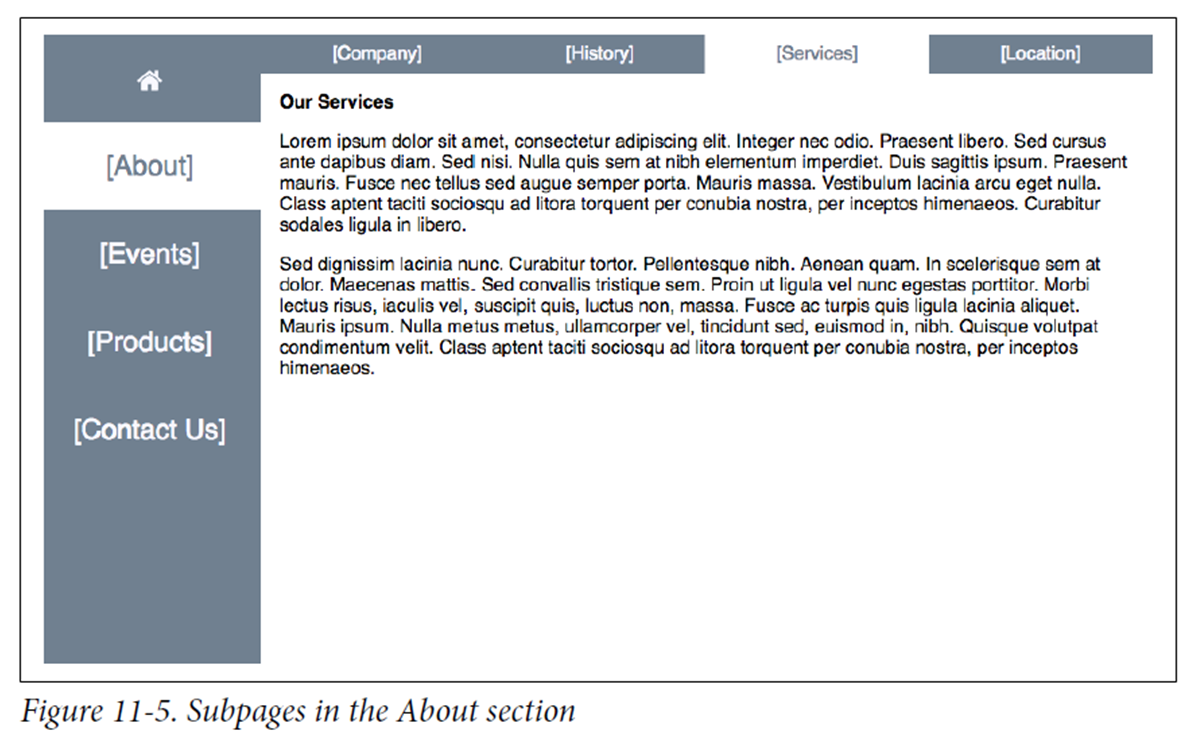 [Company] [History] [Services] [Location]
[About]
[Events]
[Products]
[Contact Us]
Our Services
Lorem ipsum dolor sit amet, consectetur adipiscing elit. Integer nec odio. Praesent libero. Sed cursus
ante dapibus diam. Sed nisi. Nulla quis sem at nibh elementum imperdiet. Duis sagittis ipsum. Praesent
mauris. Fusce nec tellus sed augue semper porta. Mauris massa. Vestibulum lacinia arcu eget nulla.
Class aptent taciti sociosqu ad litora torquent per conubia nostra, per inceptos himenaeos. Curabitur
sodales ligula in libero.
Sed dignissim lacinia nunc. Curabitur tortor. Pellentesque nibh. Aenean quam. In scelerisque sem at
dolor. Maecenas mattis. Sed convallis tristique sem. Proin ut ligula vel nunc egestas porttitor. Morbi
lectus risus, iaculis vel, suscipit quis, luctus non, massa. Fusce ac turpis quis ligula lacinia aliquet.
Mauris ipsum. Nulla metus metus, ullamcorper vel, tincidunt sed, euismod in, nibh. Quisque volutpat
condimentum velit. Class aptent taciti sociosqu ad litora torquent per conubia nostra, per inceptos
himenaeos.
Figure 11-5. Subpages in the About section